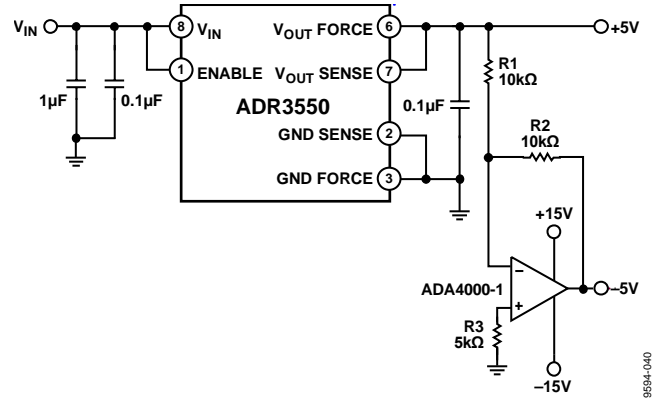 VIN
8
VIN
VOUT FORCE
6
+5V
1
ENABLE
VOUT SENSE
7
R1
10kΩ
1µF
0.1µF
ADR3550
0.1µF
GND SENSE
2
R2
10kΩ
GND FORCE
3
+15V
–
ADA4000-1
–5V
+
R3
5kΩ
–15V
9594-040